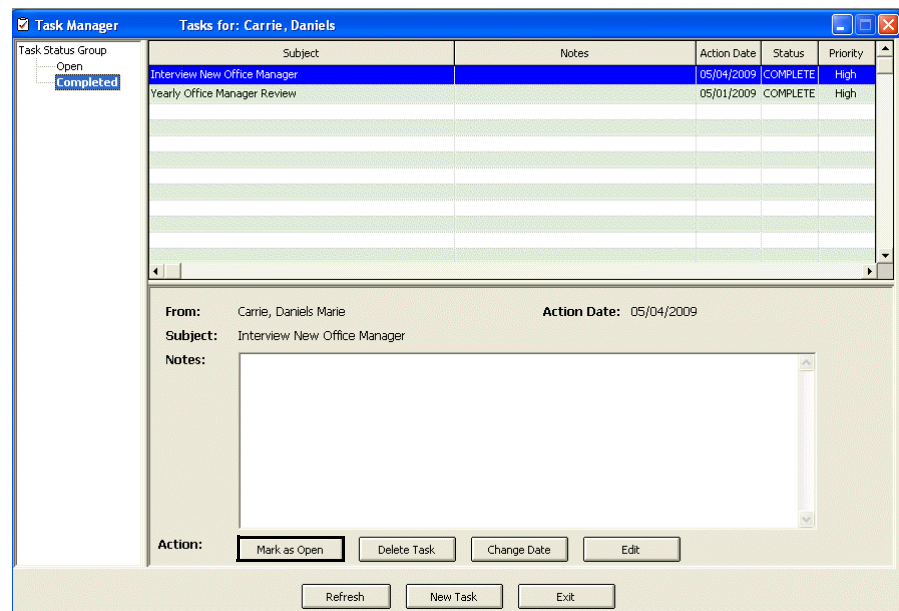 Task Manager Tasks for: Carrie, Daniels
Task Status Group
Open
Completed
Subject Notes Action Date Status Priority
Interview New Office Manager 05/04/2009 COMPLETE High
Yearly Office Manager Review 05/01/2009 COMPLETE High
From: Carrie, Daniels Marie Action Date: 05/04/2009
Subject: Interview New Office Manager
Notes:
Action: Mark as Open Delete Task Change Date Edit
Refresh New Task Exit